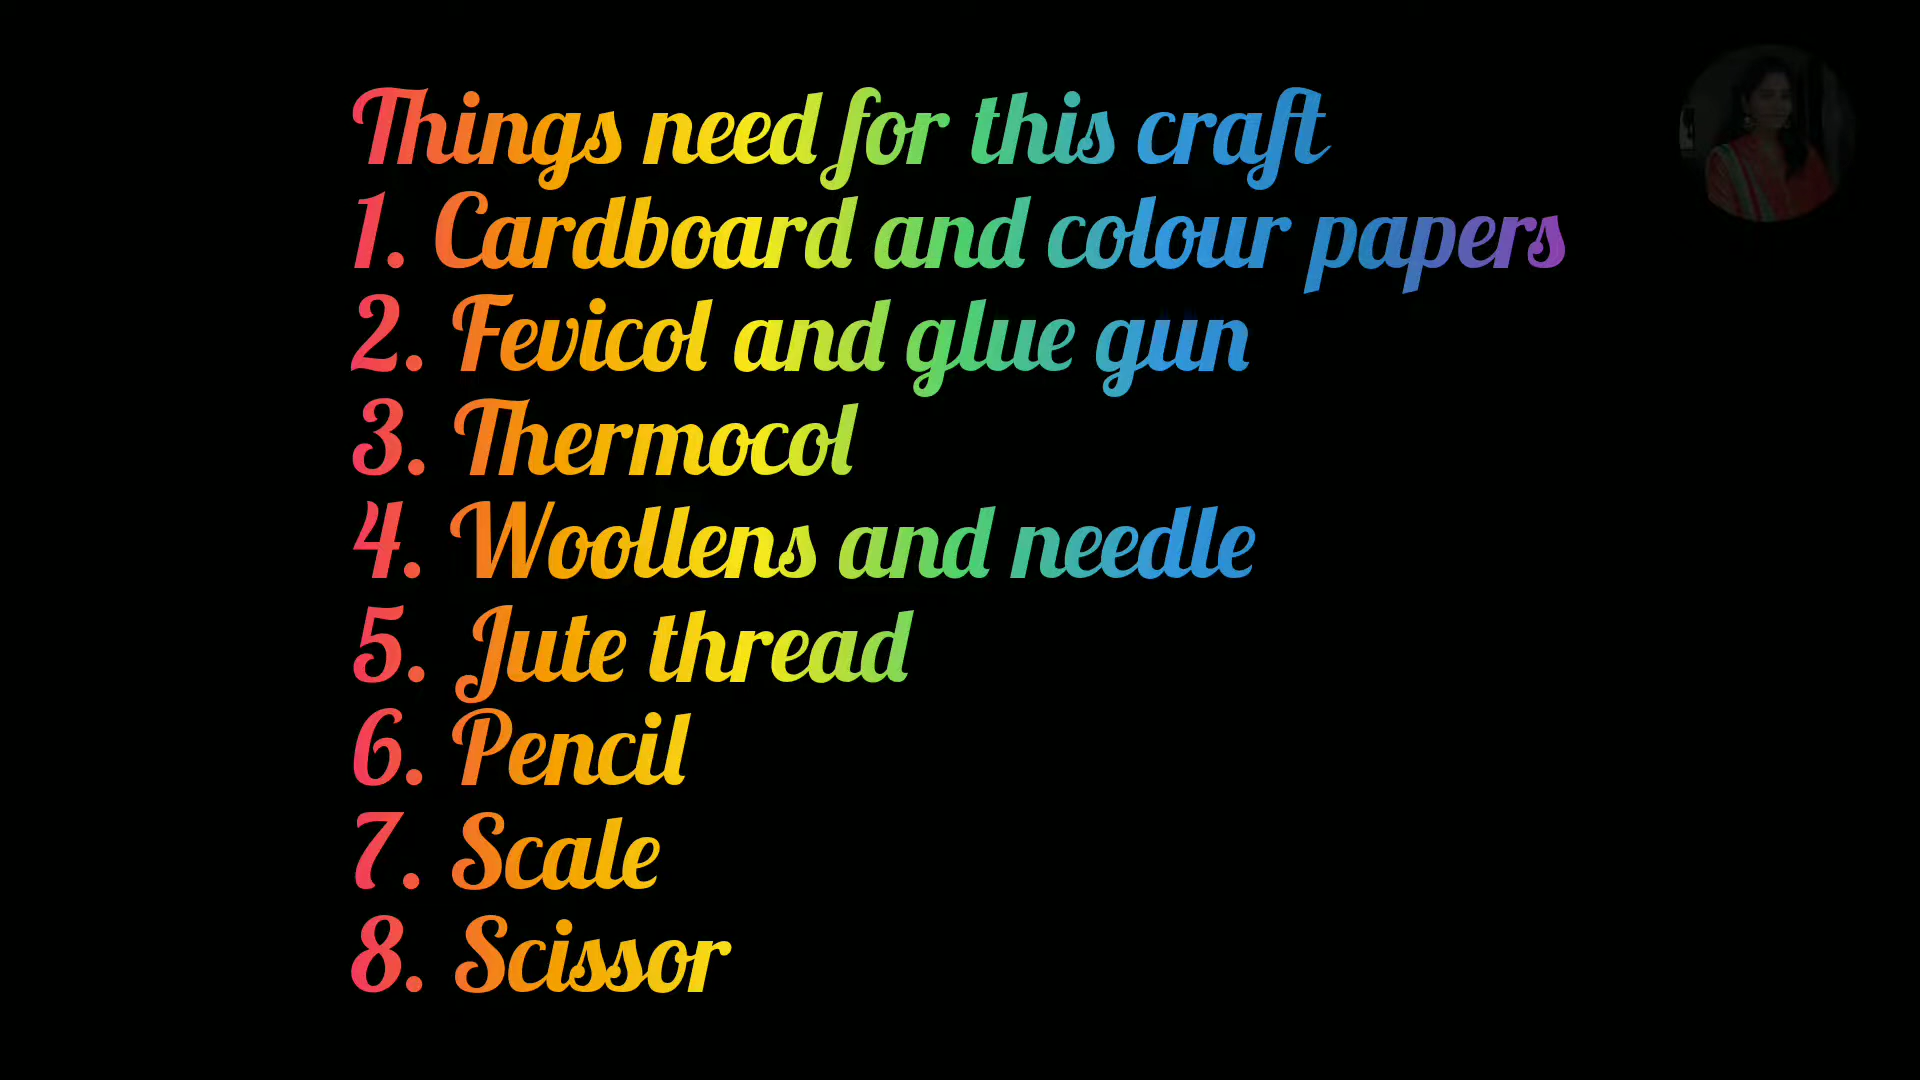 Things need for this craft
1. Cardboard and colour papers
2. Fevicol and glue gun
3. Thermocol
4. Woollens and needle
5. Jute thread
6. Pencil
7. Scale
8. Scissor